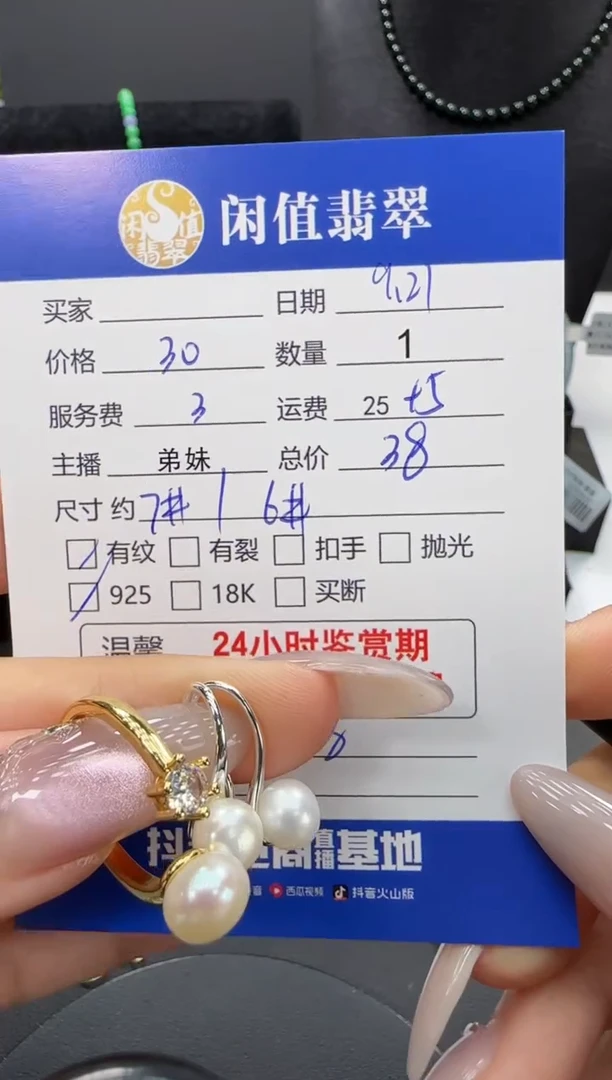 闲值翡翠
闲值翡翠
买家 日期 9.21
价格 30 数量 1
服务费 3 运费 25 +5
主播 弟妹 总价 38
尺寸 约 7# | 6#
有纹 有裂 扣手 抛光
925 18K 买断
温馨 24小时鉴赏期
直播基地
西瓜视频 抖音火山版